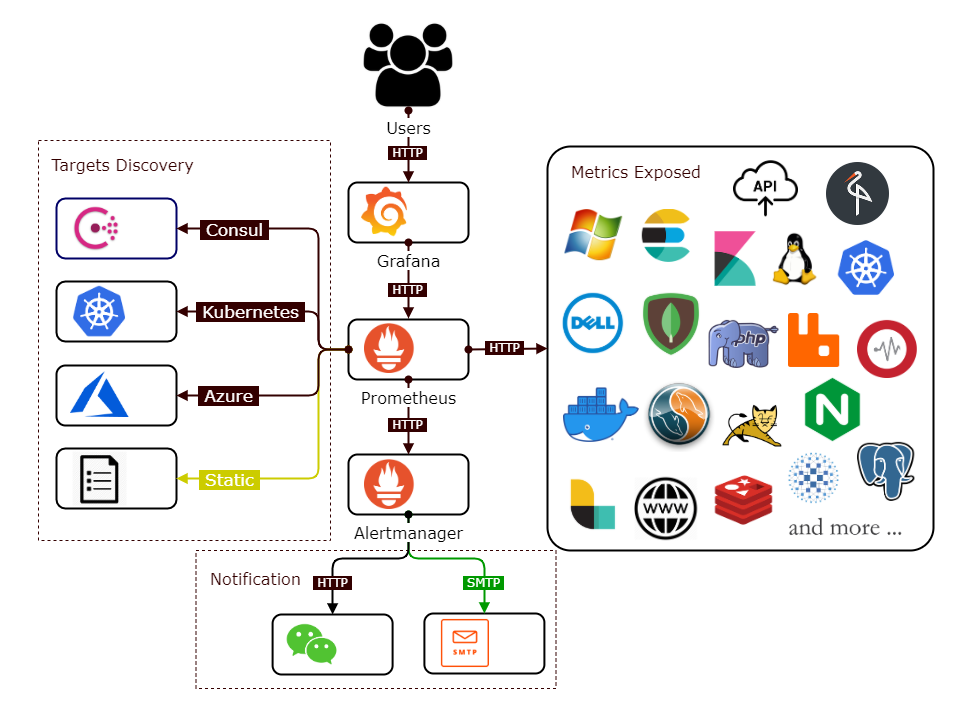 Users
HTTP
Targets Discovery
Metrics Exposed
API
Consul
Grafana
Kubernetes
HTTP
DELL
php
HTTP
Prometheus
Azure
HTTP
N
Static
WWW
and more ...
Alertmanager
Notification
HTTP
SMTP
SMTP